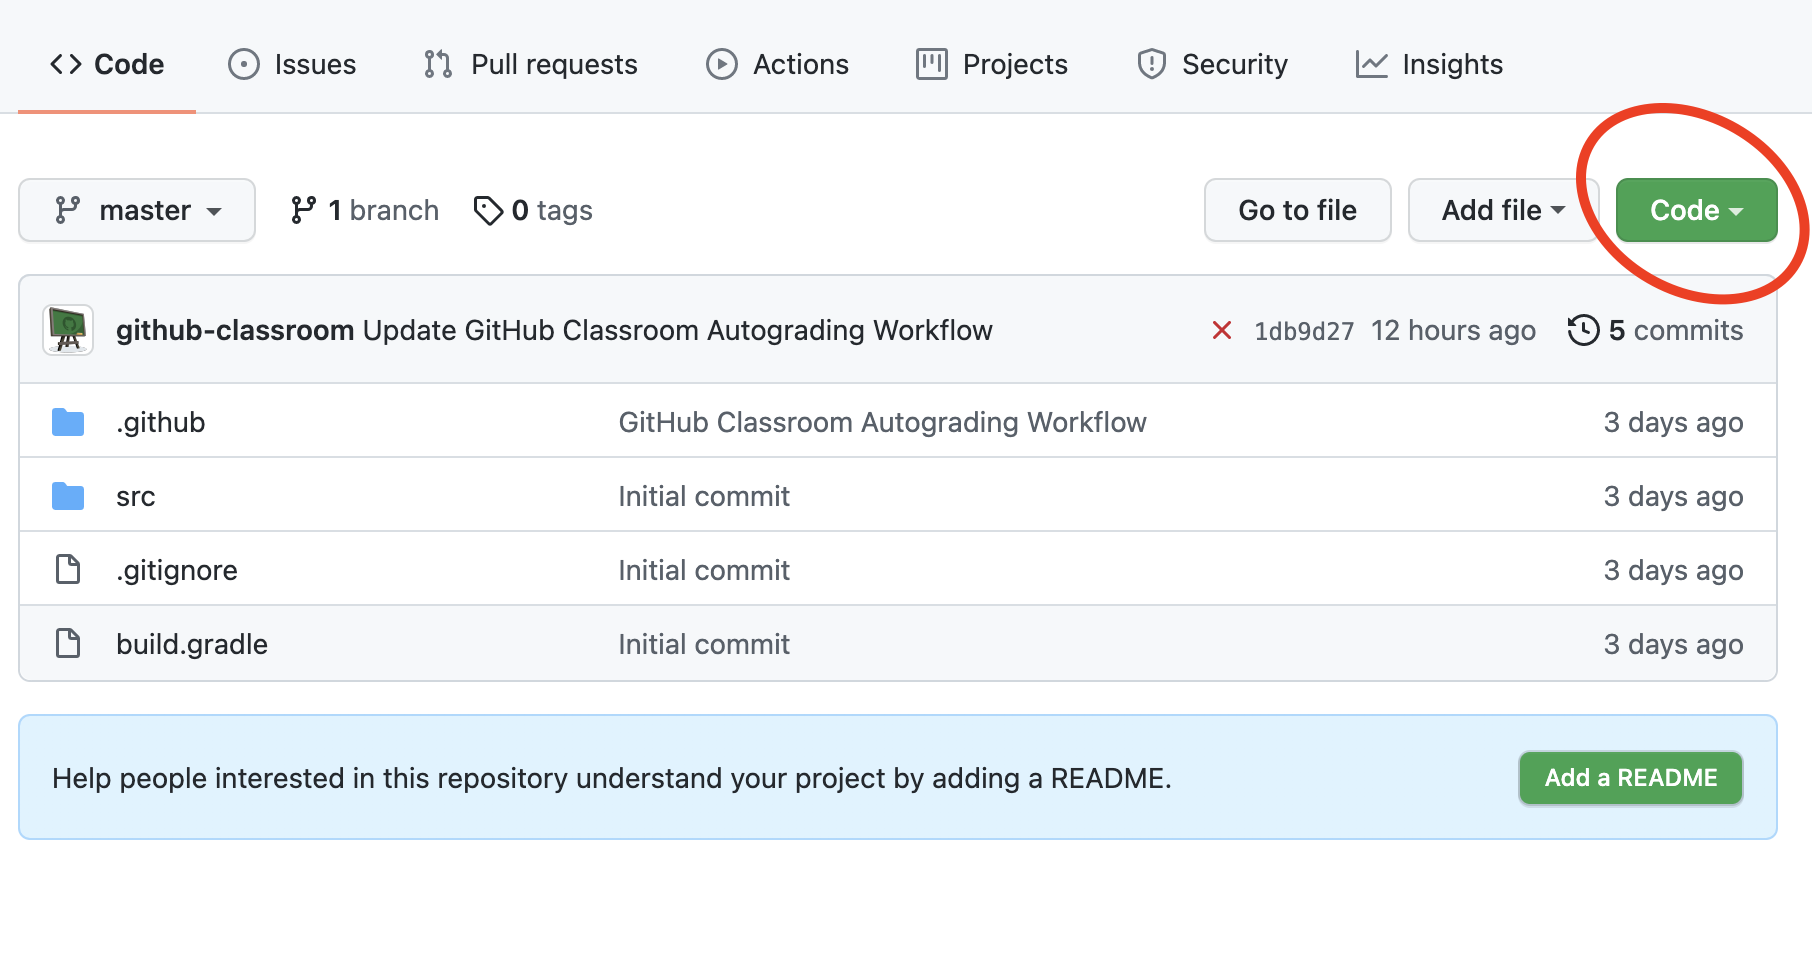 Code Issues Pull requests Actions Projects Security Insights
master 1 branch 0 tags Go to file Add file Code
github-classroom Update GitHub Classroom Autograding Workflow 1db9d27 12 hours ago 5 commits
.github GitHub Classroom Autograding Workflow 3 days ago
src Initial commit 3 days ago
.gitignore Initial commit 3 days ago
build.gradle Initial commit 3 days ago
Help people interested in this repository understand your project by adding a README. Add a README